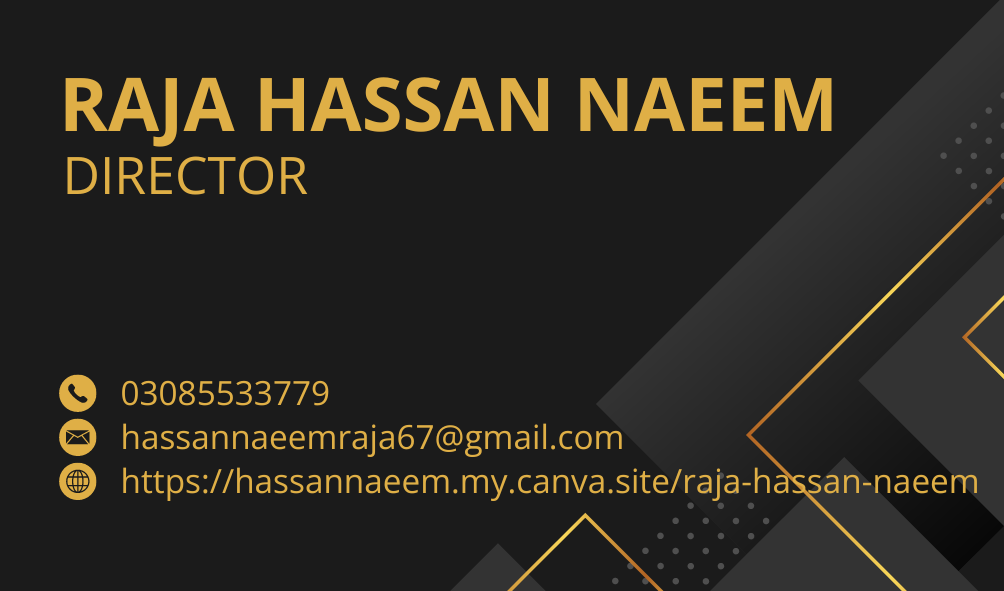 RAJA HASSAN NAEEM
DIRECTOR
03085533779
hassannaeemraja67@gmail.com
https://hassannaeem.my.canva.site/raja-hassan-naeem